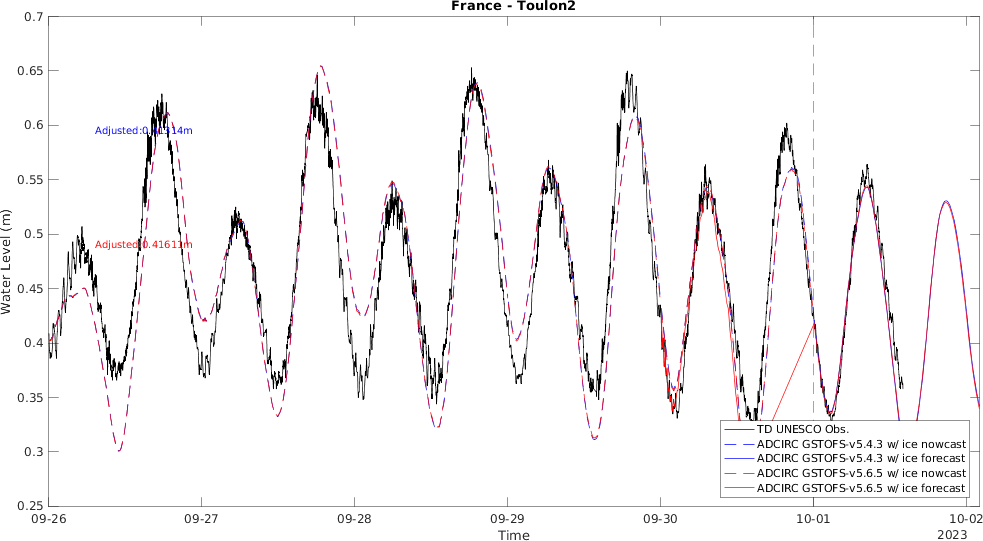 France - Toulon2
0.7
0.65
0.6
0.55
0.5
0.45
0.4
0.35
0.3
0.25
Water Level (m)
Adjusted:0.41314m
Adjusted:0.41611m
TD UNESCO Obs.
ADCIRC GSTOFS-v5.4.3 w/ ice nowcast
ADCIRC GSTOFS-v5.4.3 w/ ice forecast
ADCIRC GSTOFS-v5.6.5 w/ ice nowcast
ADCIRC GSTOFS-v5.6.5 w/ ice forecast
09-26 09-27 09-28 09-29 09-30 10-01 10-02
Time
2023